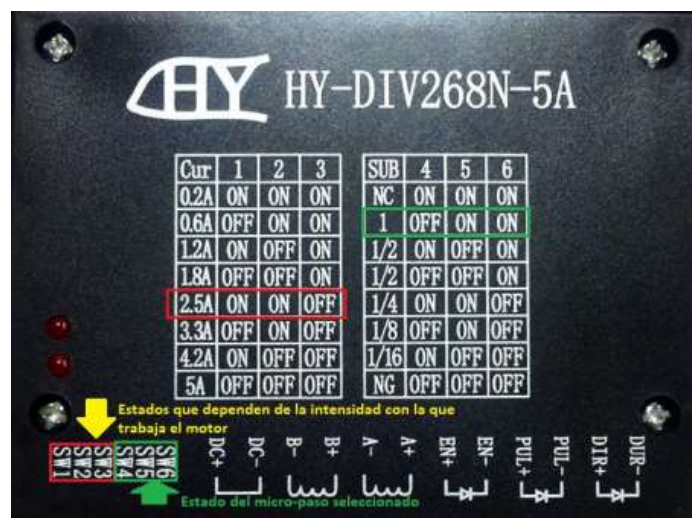 HY HY-DIV268N-5A
Cur 1 2 3 SUB 4 5 6
0.2A ON ON ON NC ON ON ON
0.6A OFF ON ON 1 OFF ON ON
1.2A ON OFF ON 1/2 ON OFF ON
1.8A OFF OFF ON 1/2 OFF OFF ON
2.5A ON ON OFF 1/4 ON ON OFF
3.3A OFF ON OFF 1/8 OFF ON OFF
4.2A ON OFF OFF 1/16 ON OFF OFF
5A OFF OFF OFF NG OFF OFF OFF
Estados que dependen de la intensidad con la que
trabaja el motor
SW1 SW2 SW3 SW4 SW5 SW6 DC+ DC- B- B+ A- A+ EN+ EN- PUL+ PUL- DIR+ DUR-
Estado del micro-paso seleccionado